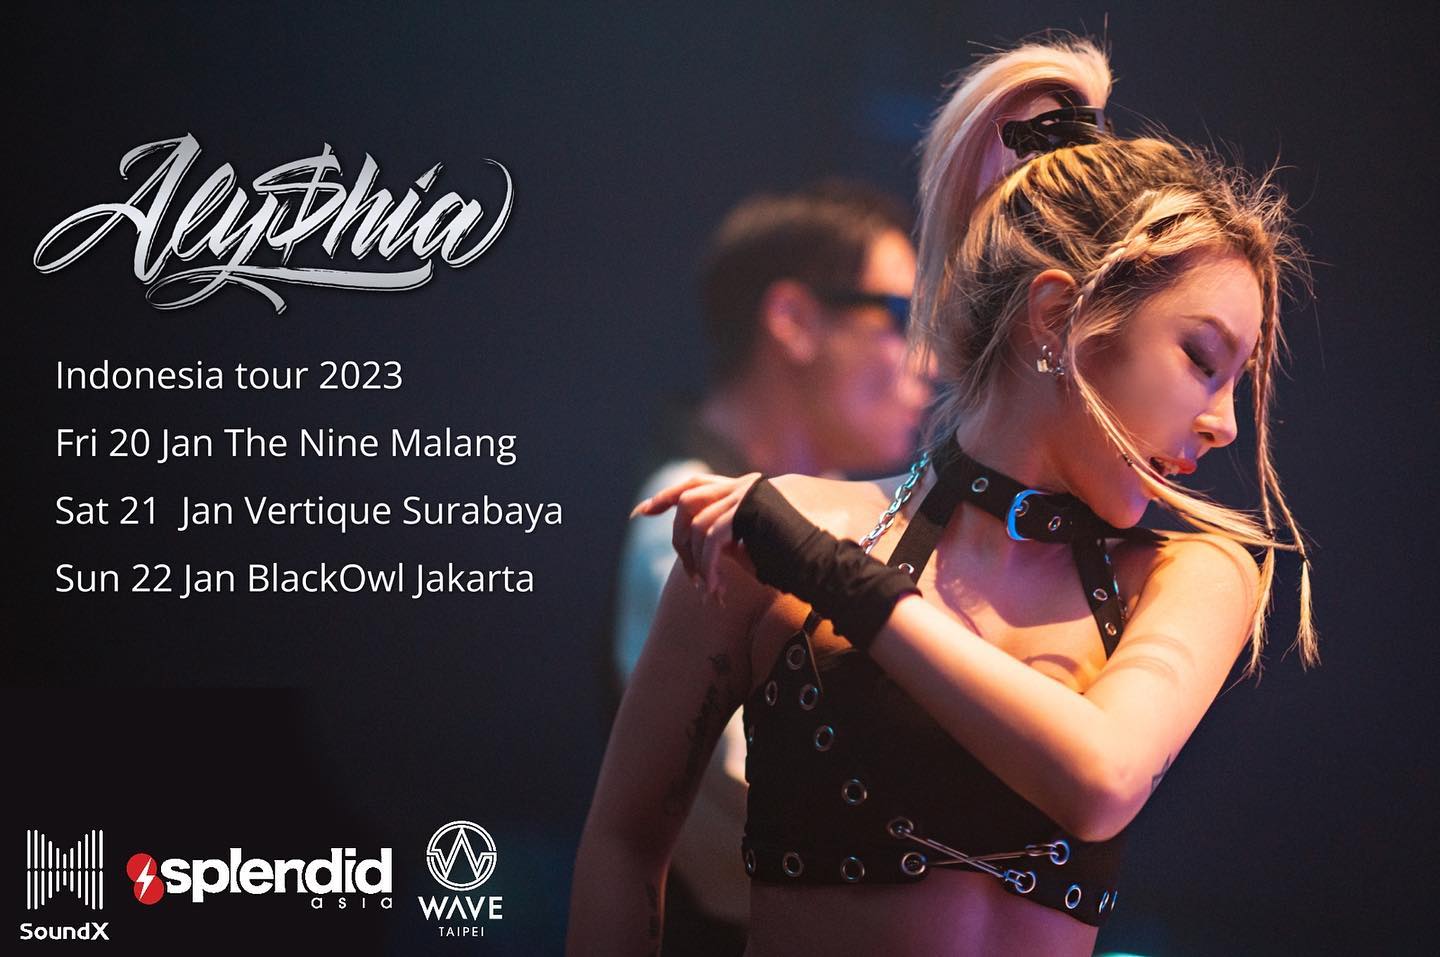 Aly$hia
Indonesia tour 2023
Fri 20 Jan The Nine Malang
Sat 21 Jan Vertique Surabaya
Sun 22 Jan BlackOwl Jakarta
SoundX
splendid
asia
WAVE
TAIPEI